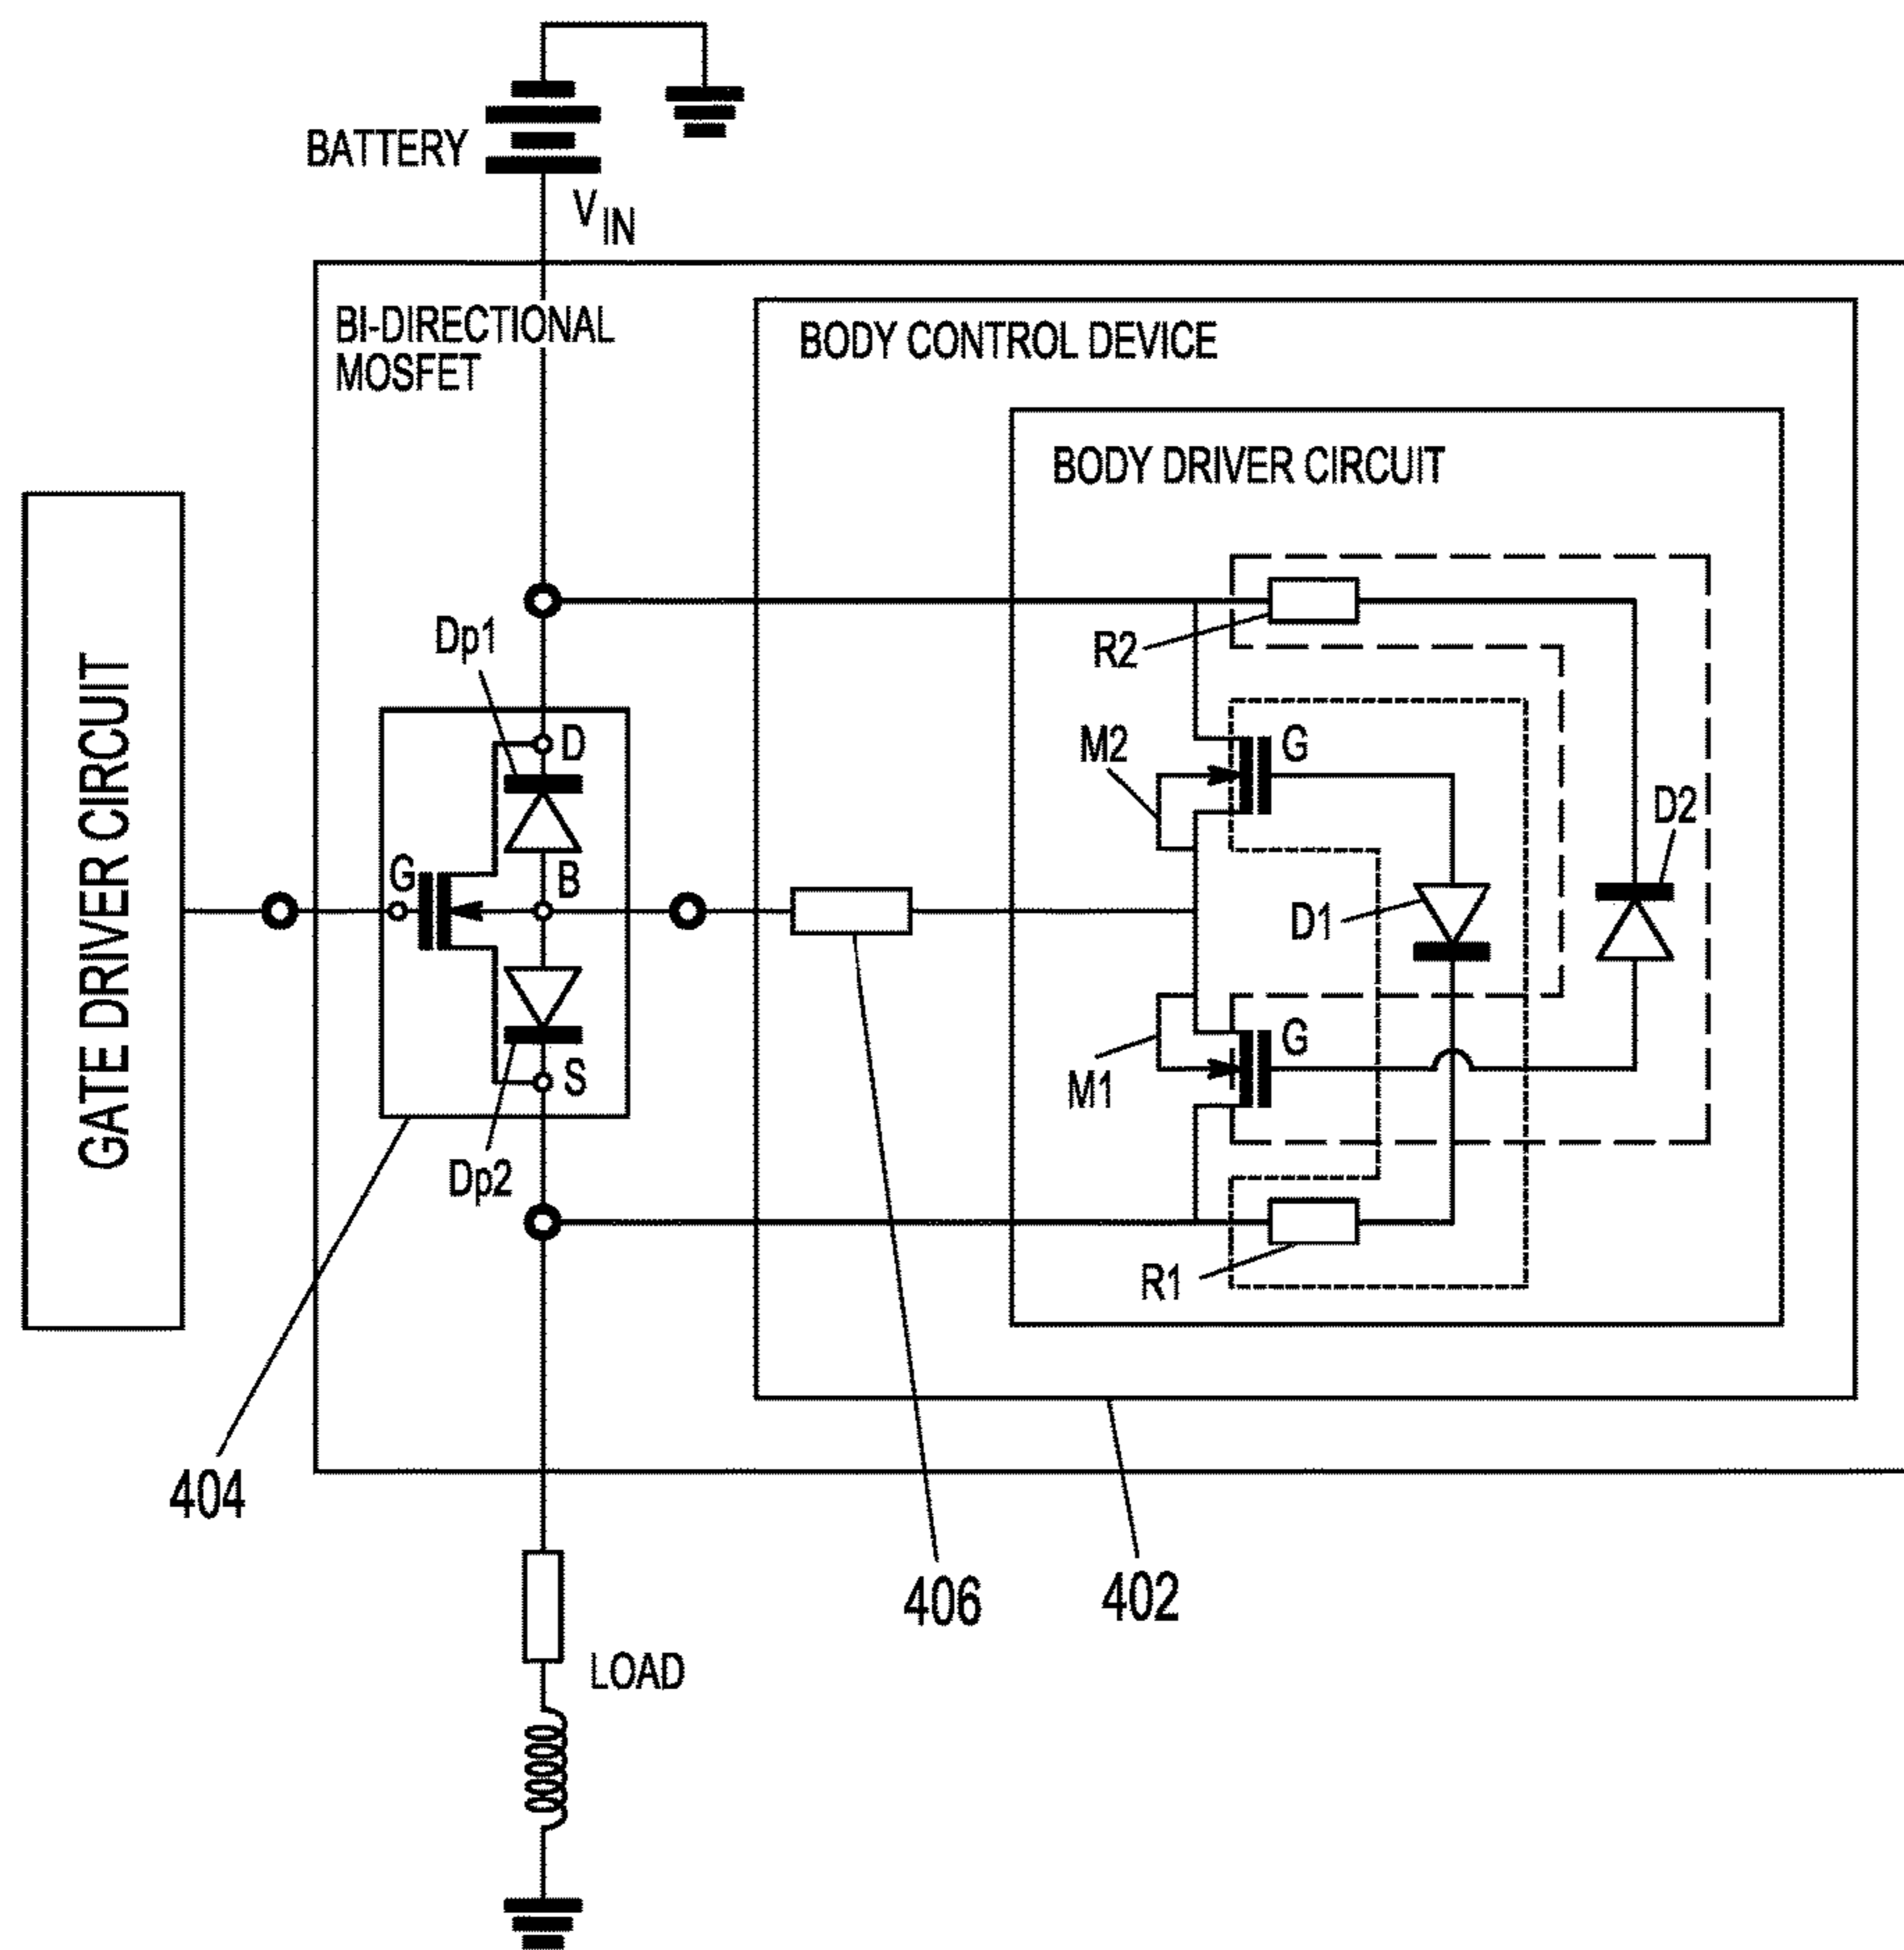 BATTERY
V IN
BI-DIRECTIONAL
MOSFET
BODY CONTROL DEVICE
BODY DRIVER CIRCUIT
GATE DRIVER CIRCUIT
Dp1
D
G
B
S
Dp2
R2
M2
G
D2
D1
G
M1
R1
404
406
402
LOAD